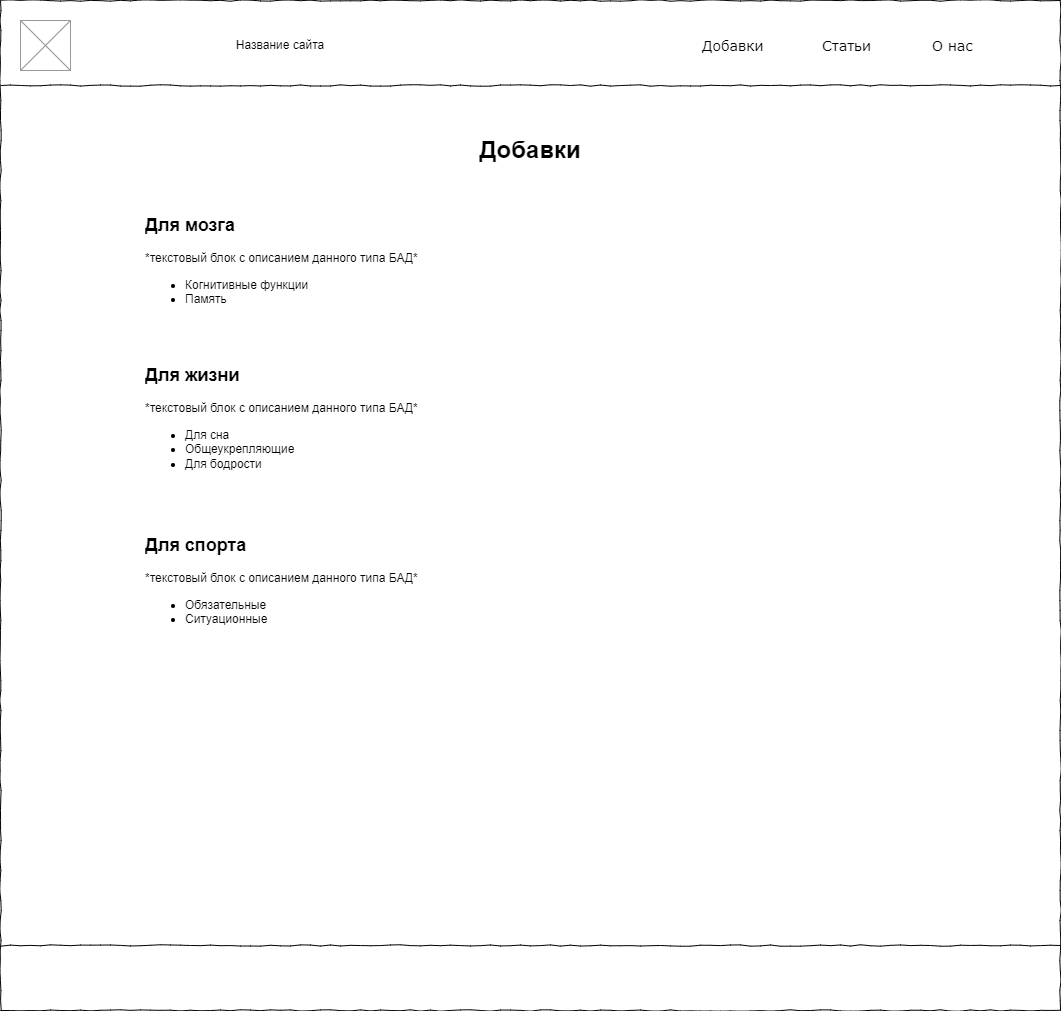 Название сайта
Добавки
Статьи
О нас
Добавки
Для мозга
*текстовый блок с описанием данного типа БАД*
Когнитивные функции
Память
Для жизни
*текстовый блок с описанием данного типа БАД*
Для сна
Общеукрепляющие
Для бодрости
Для спорта
*текстовый блок с описанием данного типа БАД*
Обязательные
Ситуационные